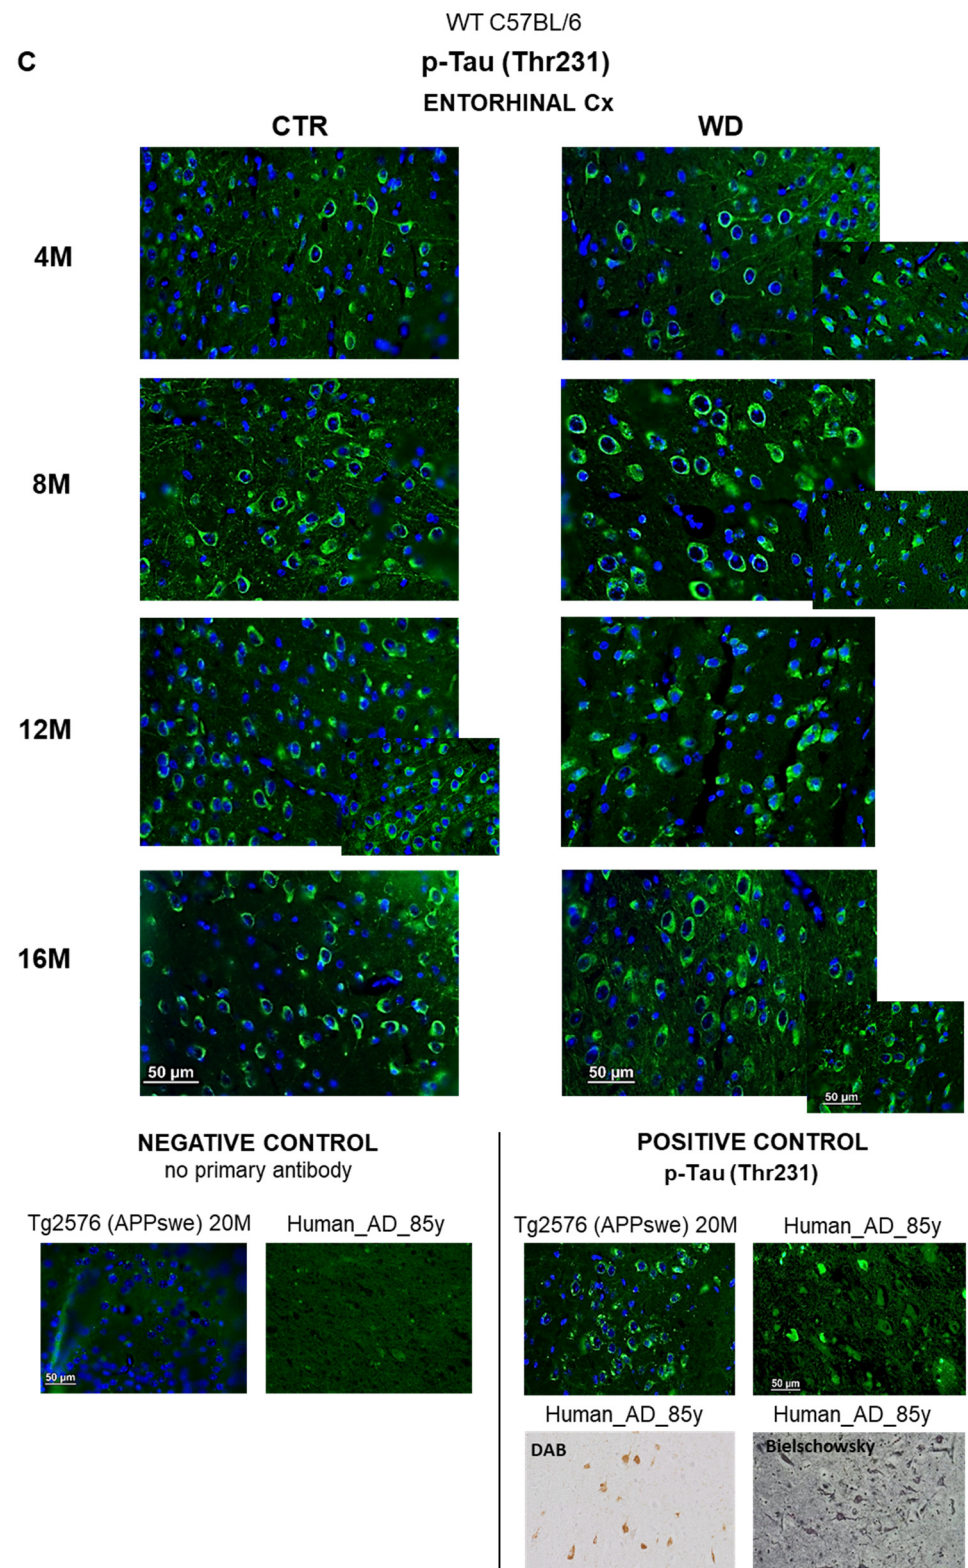 WT C57BL/6
C
p-Tau (Thr231)
ENTORHINAL Cx
CTR
WD
4M
8M
12M
16M
50 µm
50 µm
50 µm
NEGATIVE CONTROL
no primary antibody
POSITIVE CONTROL
p-Tau (Thr231)
Tg2576 (APPswe) 20M
Human_AD_85y
Tg2576 (APPswe) 20M
Human_AD_85y
50 µm
50 µm
Human_AD_85y
Human_AD_85y
DAB
Bielschowsky